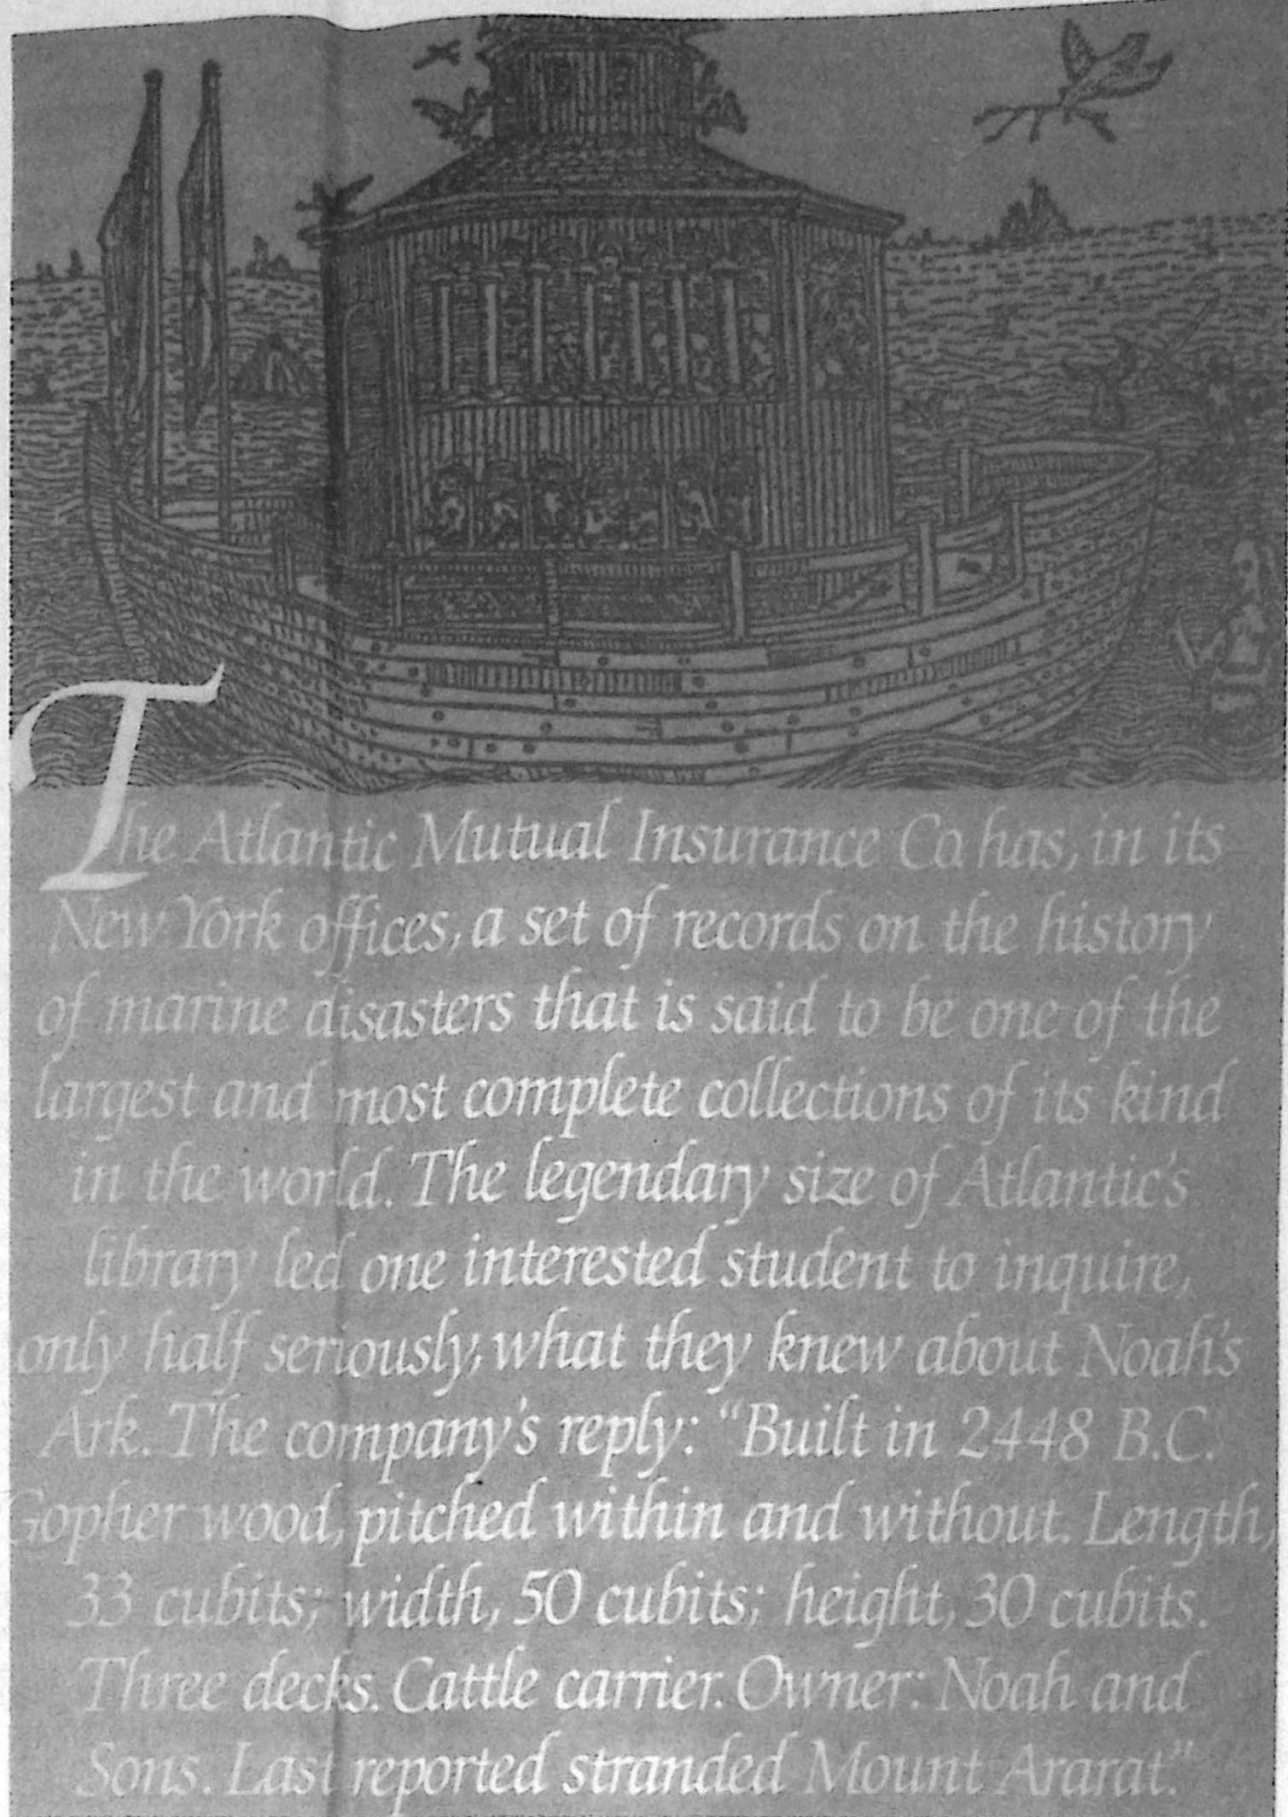 The Atlantic Mutual Insurance Co. has, in its
New York offices, a set of records on the history
of marine disasters that is said to be one of the
largest and most complete collections of its kind
in the world. The legendary size of Atlantic's
library led one interested student to inquire,
only half seriously, what they knew about Noah's
Ark. The company's reply: “Built in 2448 B.C.
Gopher wood, pitched within and without. Length,
33 cubits; width, 50 cubits; height, 30 cubits.
Three decks. Cattle carrier. Owner: Noah and
Sons. Last reported stranded Mount Ararat.”